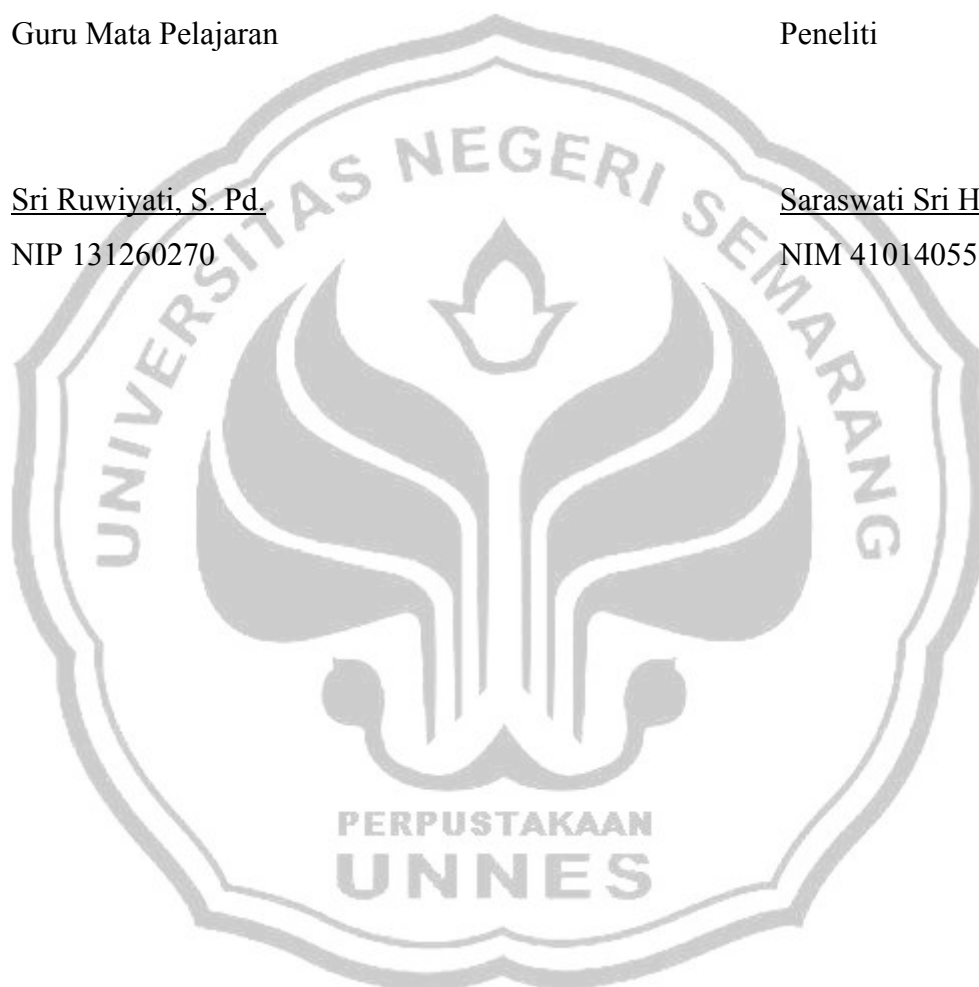 Guru Mata Pelajaran Peneliti
UNIVERSITAS NEGERI SEMARANG
Sri Ruwiyati, S. Pd. Saraswati Sri H
NIP 131260270 NIM 41014055
PERPUSTAKAAN
UNNES